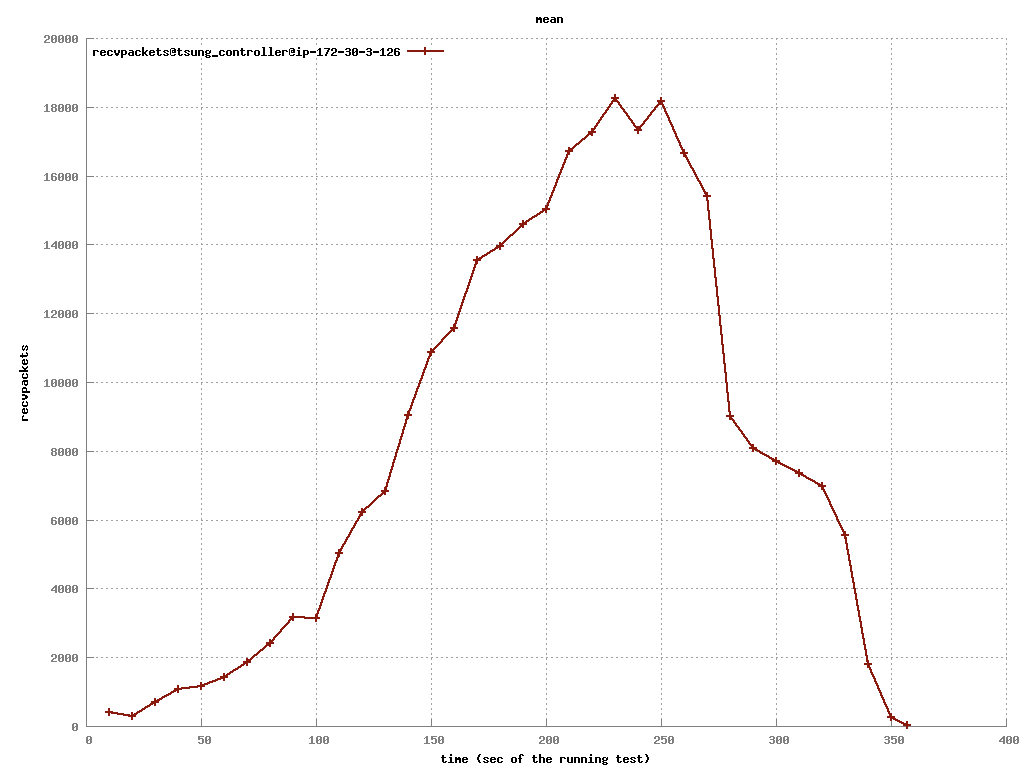 mean
recvpackets@tsung_controller@ip-172-30-3-126
20000
18000
16000
14000
12000
10000
8000
6000
4000
2000
0
recvpackets
0 50 100 150 200 250 300 350 400
time (sec of the running test)